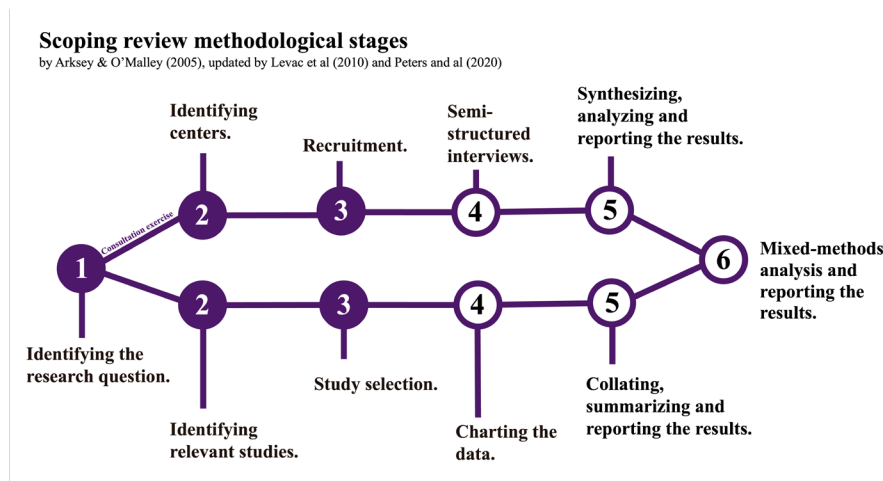 Scoping review methodological stages
by Arksey & O’Malley (2005), updated by Levac et al (2010) and Peters and al (2020)
Identifying
centers.
Recruitment.
Semi-
structured
interviews.
Synthesizing,
analyzing and
reporting the results.
Consultation exercise
2
3
4
5
1
6
Mixed-methods
analysis and
reporting the
results.
2
3
4
5
Identifying the
research question.
Identifying
relevant studies.
Study selection.
Charting the
data.
Collating,
summarizing and
reporting the results.